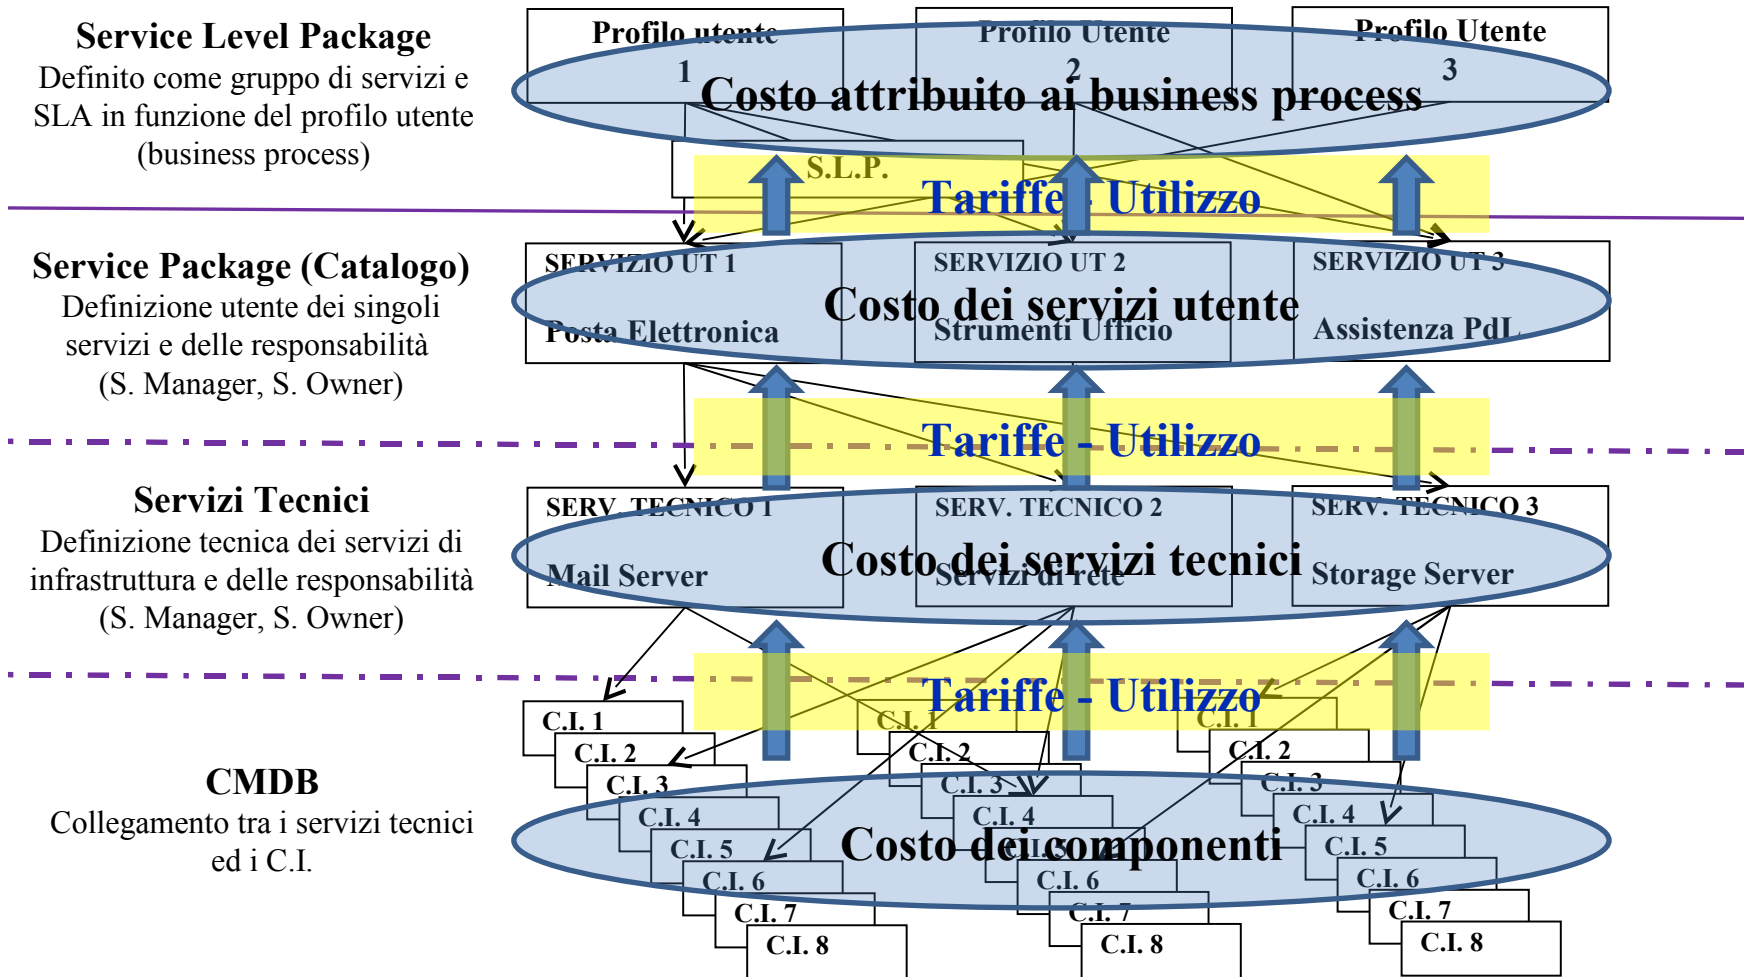 Service Level Package
Definito come gruppo di servizi e
SLA in funzione del profilo utente
(business process)
Profilo utente
1
Profilo Utente
2
Profilo Utente
3
Costo attribuito ai business process
S.L.P.
Tariffe - Utilizzo
Service Package (Catalogo)
Definizione utente dei singoli
servizi e delle responsabilità
(S. Manager, S. Owner)
SERVIZIO UT 1
Posta Elettronica
SERVIZIO UT 2
Strumenti Ufficio
SERVIZIO UT 3
Assistenza PdL
Costo dei servizi utente
Tariffe - Utilizzo
Servizi Tecnici
Definizione tecnica dei servizi di
infrastruttura e delle responsabilità
(S. Manager, S. Owner)
SERV. TECNICO 1
Mail Server
SERV. TECNICO 2
Servizi di rete
SERV. TECNICO 3
Storage Server
Costo dei servizi tecnici
Tariffe - Utilizzo
CMDB
Collegamento tra i servizi tecnici
ed i C.I.
C.I. 1
C.I. 2
C.I. 3
C.I. 4
C.I. 5
C.I. 6
C.I. 7
C.I. 8
C.I. 1
C.I. 2
C.I. 3
C.I. 4
C.I. 5
C.I. 6
C.I. 7
C.I. 8
C.I. 1
C.I. 2
C.I. 3
C.I. 4
C.I. 5
C.I. 6
C.I. 7
C.I. 8
Costo dei componenti